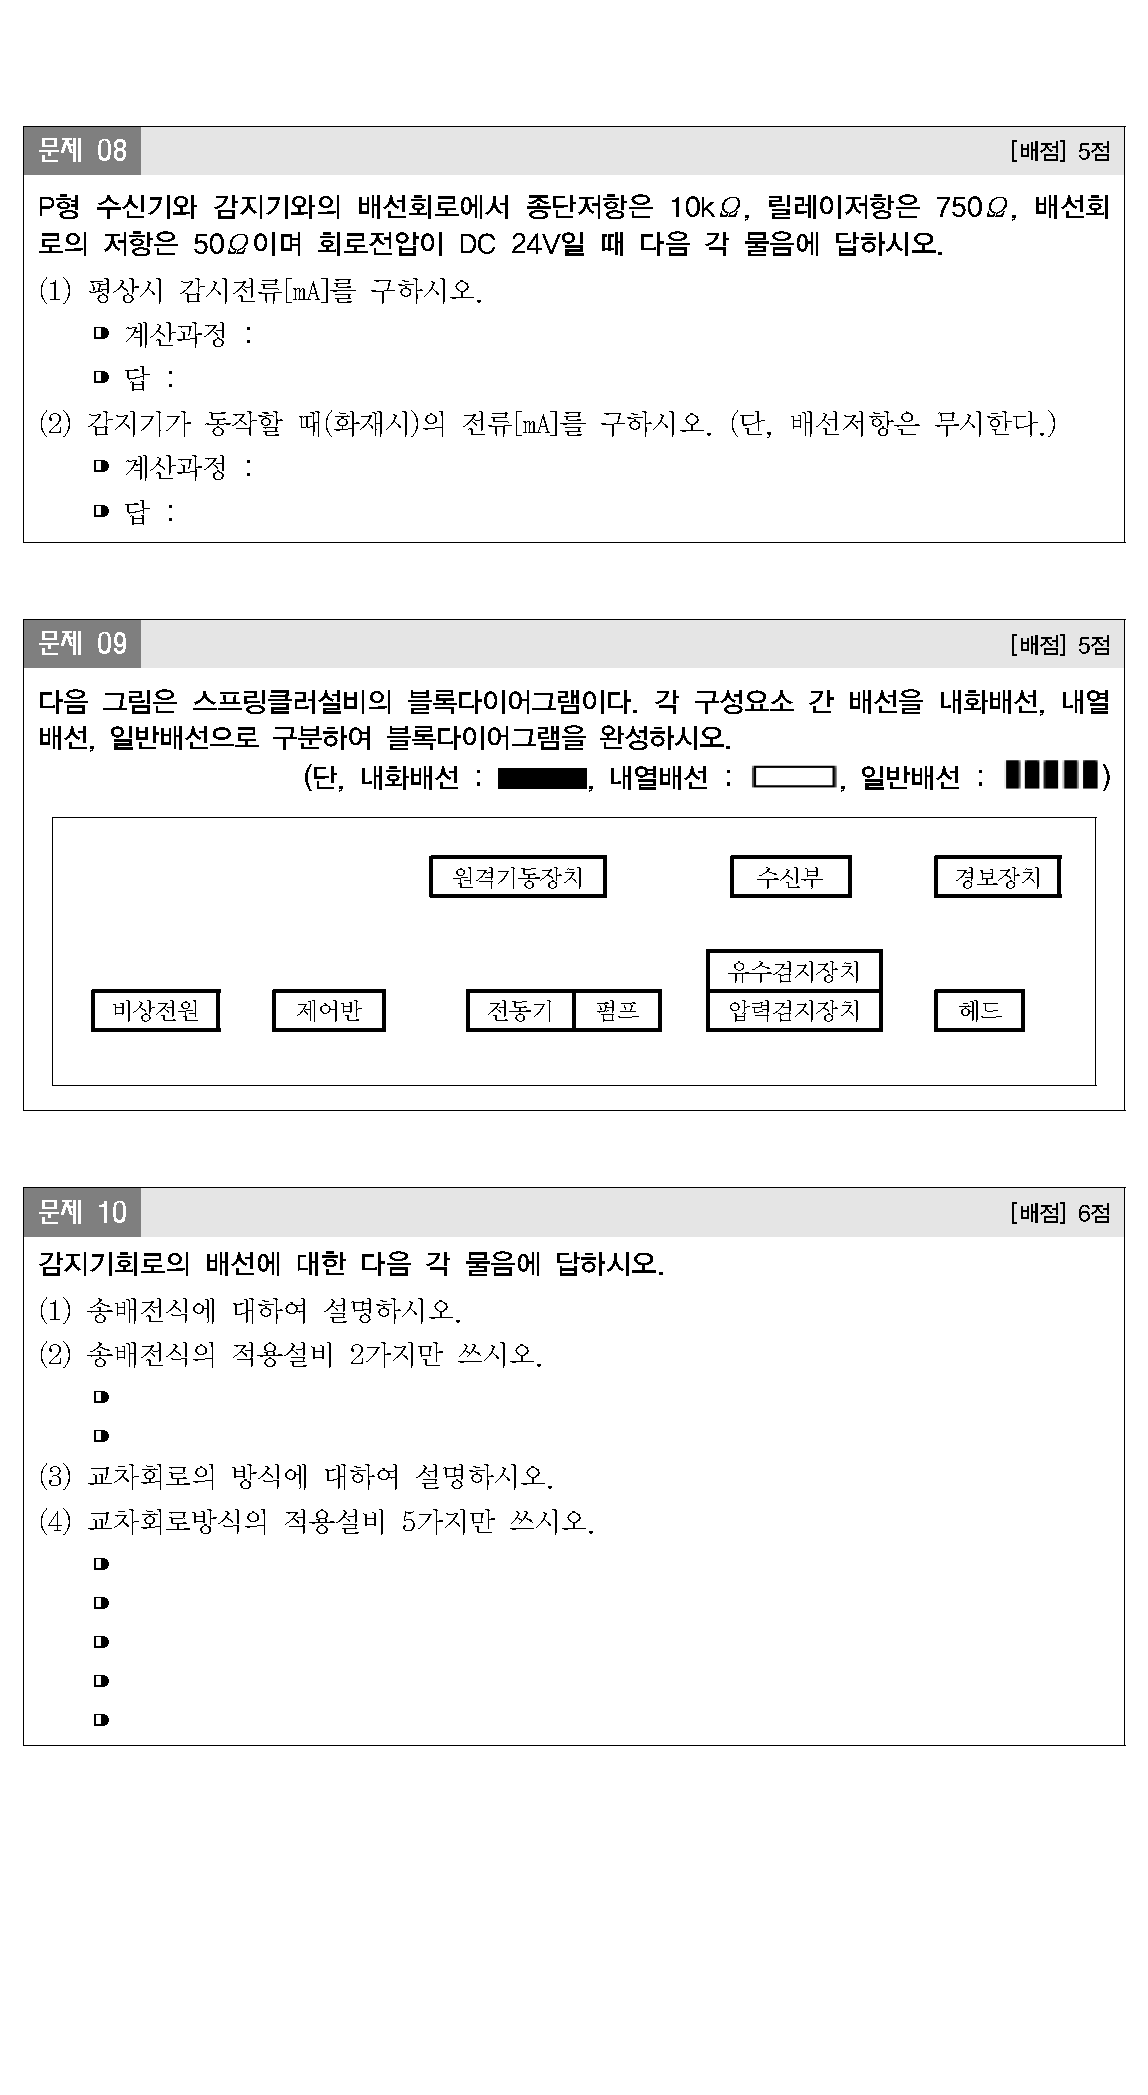 문제 08
[배점] 5점
P형 수신기와 감지기와의 배선회로에서 종단저항은 10kΩ, 릴레이저항은 750Ω, 배선회
로의 저항은 50Ω이며 회로전압이 DC 24V일 때 다음 각 물음에 답하시오.
(1) 평상시 감시전류[mA]를 구하시오.
계산과정 :
답 :
(2) 감지기가 동작할 때(화재시)의 전류[mA]를 구하시오. (단, 배선저항은 무시한다.)
계산과정 :
답 :
문제 09
[배점] 5점
다음 그림은 스프링클러설비의 블록다이어그램이다. 각 구성요소 간 배선을 내화배선, 내열
배선, 일반배선으로 구분하여 블록다이어그램을 완성하시오.
(단, 내화배선 : , 내열배선 : , 일반배선 : )
원격기동장치 수신부 경보장치
유수검지장치
비상전원 제어반 전동기 펌프 압력검지장치 헤드
문제 10
[배점] 6점
감지기회로의 배선에 대한 다음 각 물음에 답하시오.
(1) 송배전식에 대하여 설명하시오.
(2) 송배전식의 적용설비 2가지만 쓰시오.
(3) 교차회로의 방식에 대하여 설명하시오.
(4) 교차회로방식의 적용설비 5가지만 쓰시오.